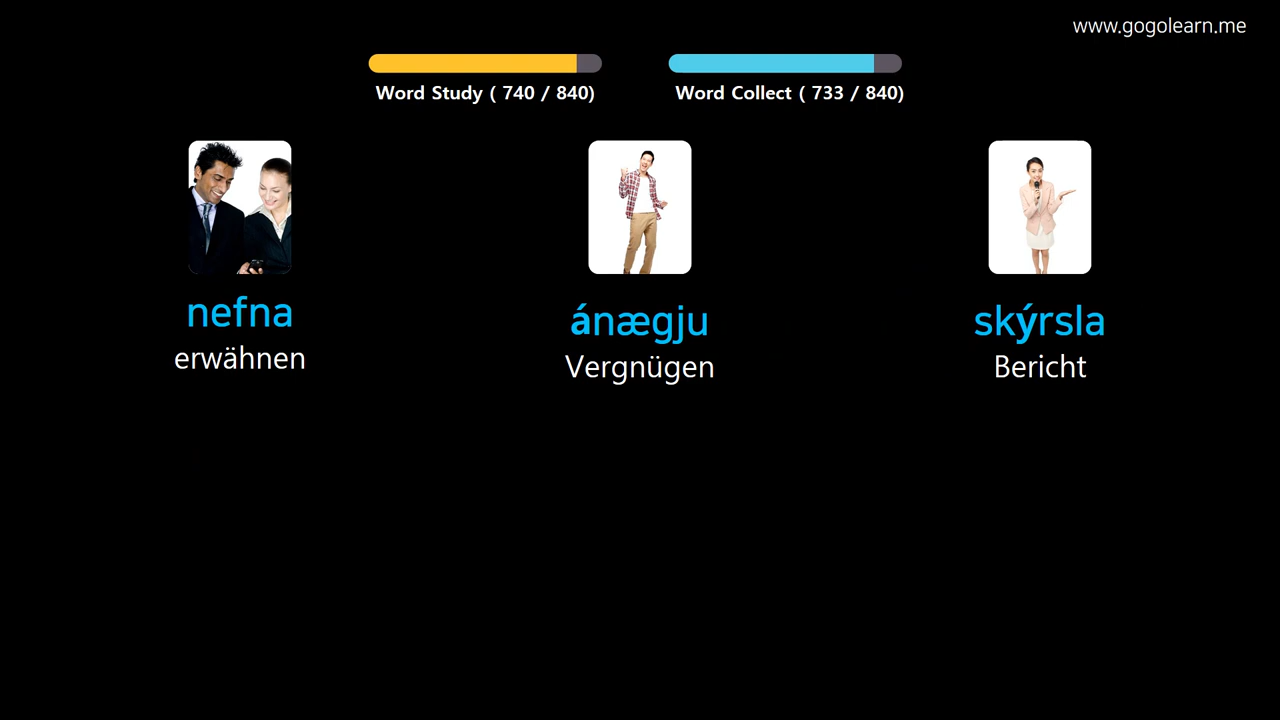 www.gogolearn.me
Word Study ( 740 / 840)
Word Collect ( 733 / 840)
nefna
erwähnen
ánægju
Vergnügen
skýrsla
Bericht